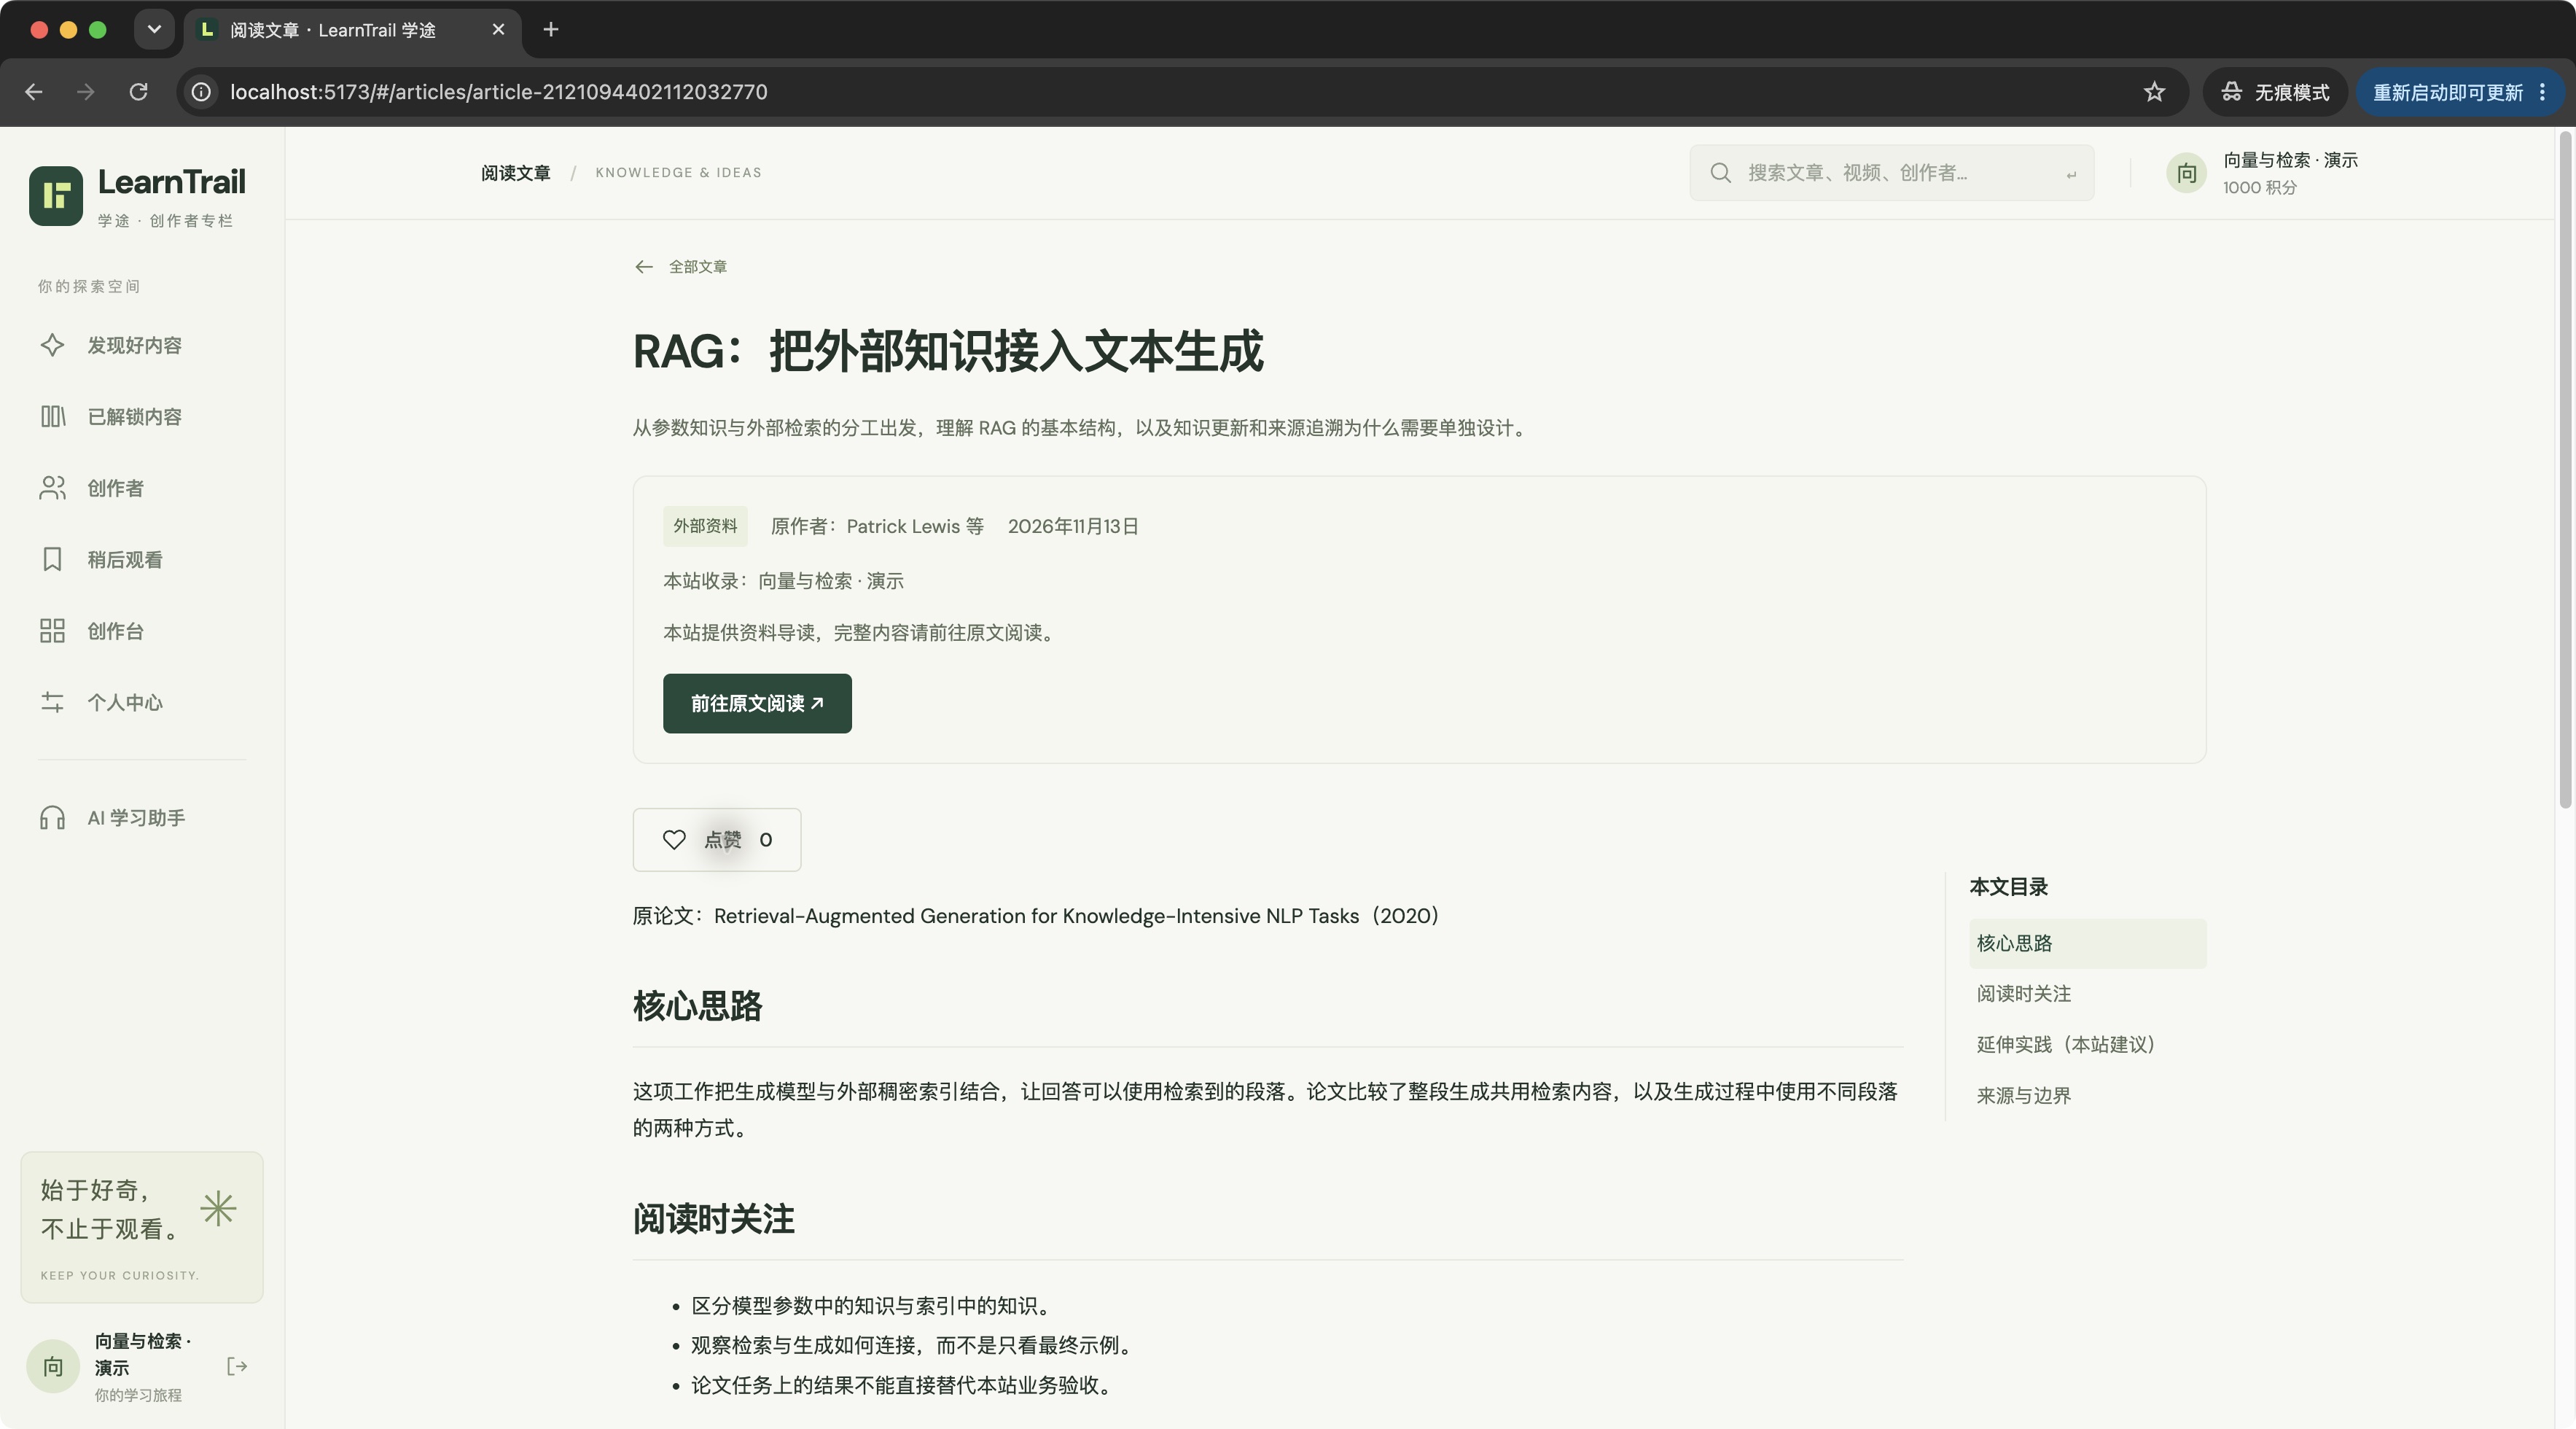 阅读文章 · LearnTrail 学途
localhost:5173/#/articles/article-2121094402112032770
无痕模式
重新启动即可更新
LearnTrail
学途 · 创作者专栏
你的探索空间
发现好内容
已解锁内容
创作者
稍后观看
创作台
个人中心
AI 学习助手
始于好奇，
不止于观看。
KEEP YOUR CURIOSITY.
向
向量与检索 ·
演示
你的学习旅程
阅读文章 / KNOWLEDGE & IDEAS
搜索文章、视频、创作者...
向
向量与检索 · 演示
1000 积分
← 全部文章
RAG：把外部知识接入文本生成
从参数知识与外部检索的分工出发，理解 RAG 的基本结构，以及知识更新和来源追溯为什么需要单独设计。
外部资料 原作者：Patrick Lewis 等 2026年11月13日
本站收录：向量与检索 · 演示
本站提供资料导读，完整内容请前往原文阅读。
前往原文阅读 ↗
点赞 0
原论文：Retrieval-Augmented Generation for Knowledge-Intensive NLP Tasks（2020）
核心思路
这项工作把生成模型与外部稠密索引结合，让回答可以使用检索到的段落。论文比较了整段生成共用检索内容，以及生成过程中使用不同段落
的两种方式。
阅读时关注
• 区分模型参数中的知识与索引中的知识。
• 观察检索与生成如何连接，而不是只看最终示例。
• 论文任务上的结果不能直接替代本站业务验收。
本文目录
核心思路
阅读时关注
延伸实践（本站建议）
来源与边界